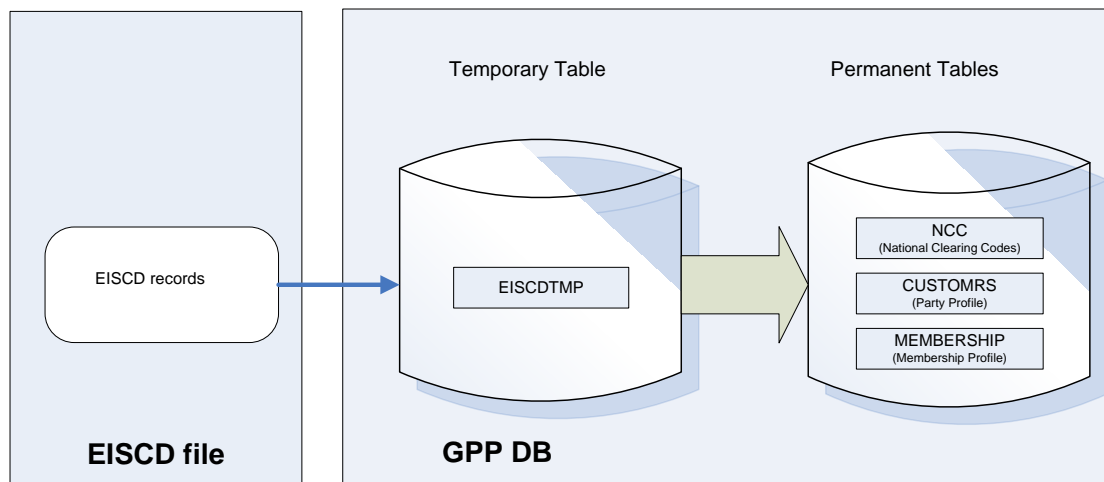 Temporary Table
Permanent Tables
EISCD records
EISCDTMP
NCC
(National Clearing Codes)
CUSTOMRS
(Party Profile)
MEMBERSHIP
(Membership Profile)
EISCD file
GPP DB